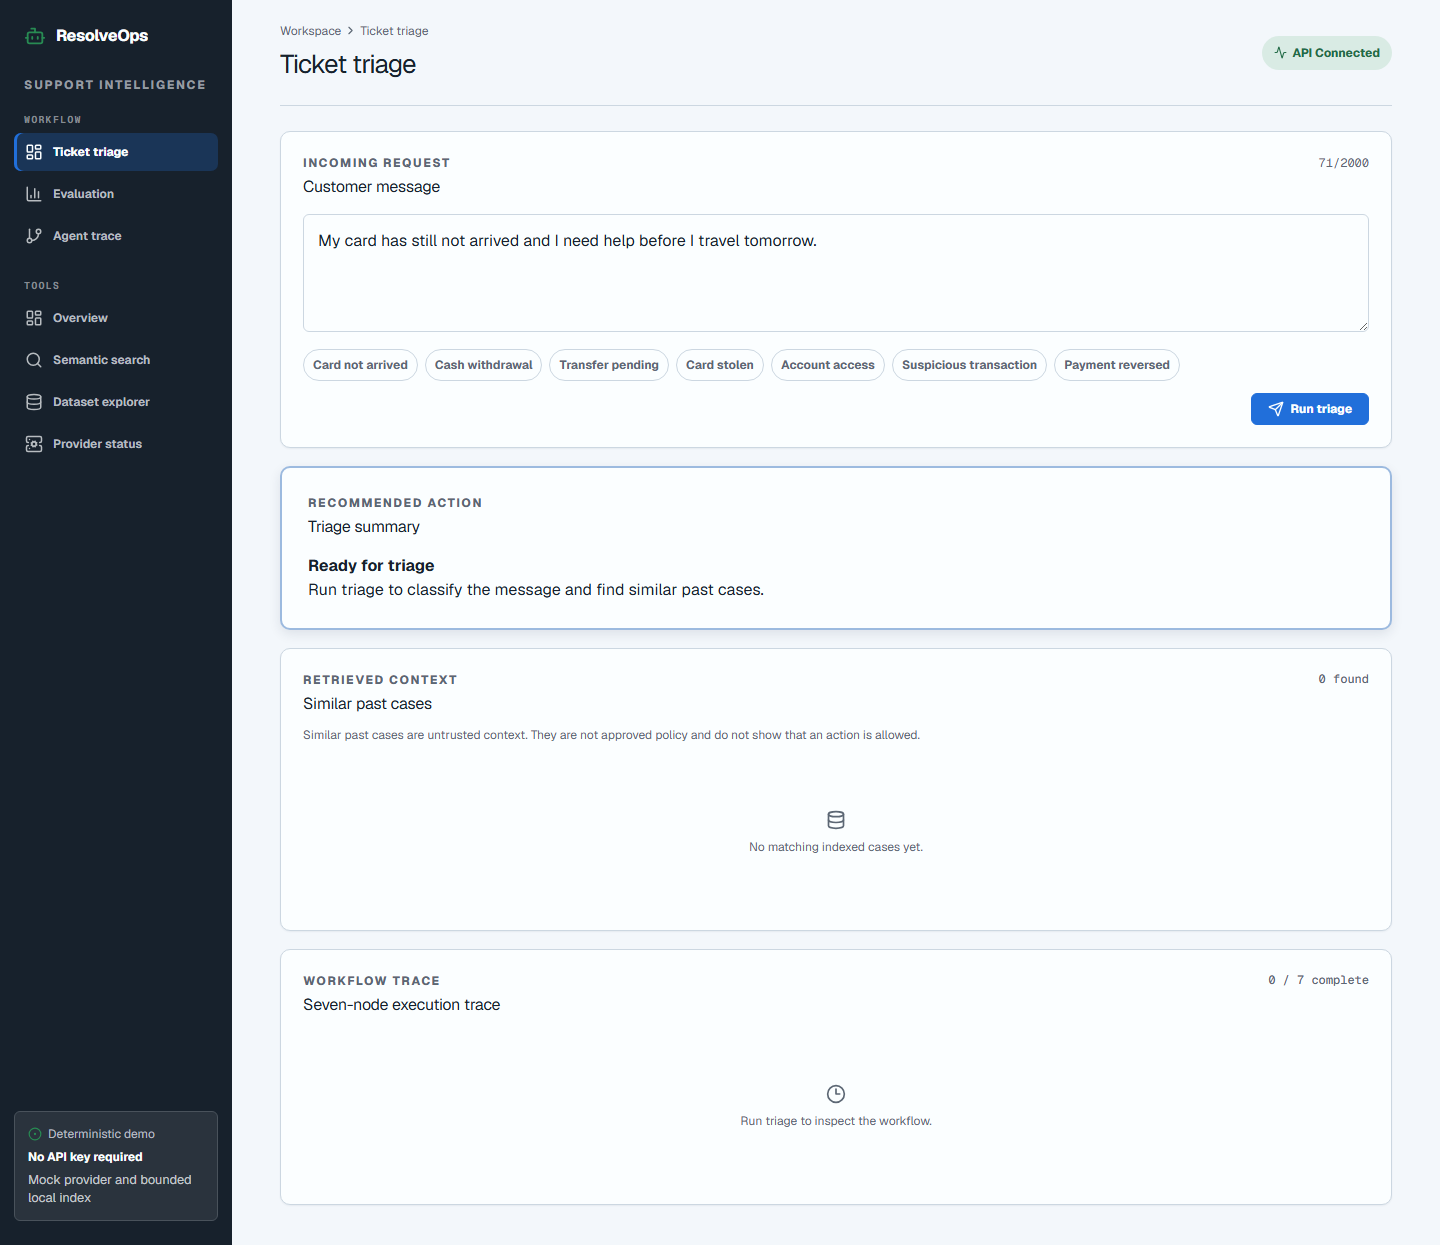 ResolveOps
SUPPORT INTELLIGENCE
WORKFLOW
Ticket triage
Evaluation
Agent trace
TOOLS
Overview
Semantic search
Dataset explorer
Provider status
Deterministic demo
No API key required
Mock provider and bounded
local index
Workspace > Ticket triage
Ticket triage
API Connected
INCOMING REQUEST
71/2000
Customer message
My card has still not arrived and I need help before I travel tomorrow.
Card not arrived
Cash withdrawal
Transfer pending
Card stolen
Account access
Suspicious transaction
Payment reversed
Run triage
RECOMMENDED ACTION
Triage summary
Ready for triage
Run triage to classify the message and find similar past cases.
RETRIEVED CONTEXT
0 found
Similar past cases
Similar past cases are untrusted context. They are not approved policy and do not show that an action is allowed.
No matching indexed cases yet.
WORKFLOW TRACE
0 / 7 complete
Seven-node execution trace
Run triage to inspect the workflow.